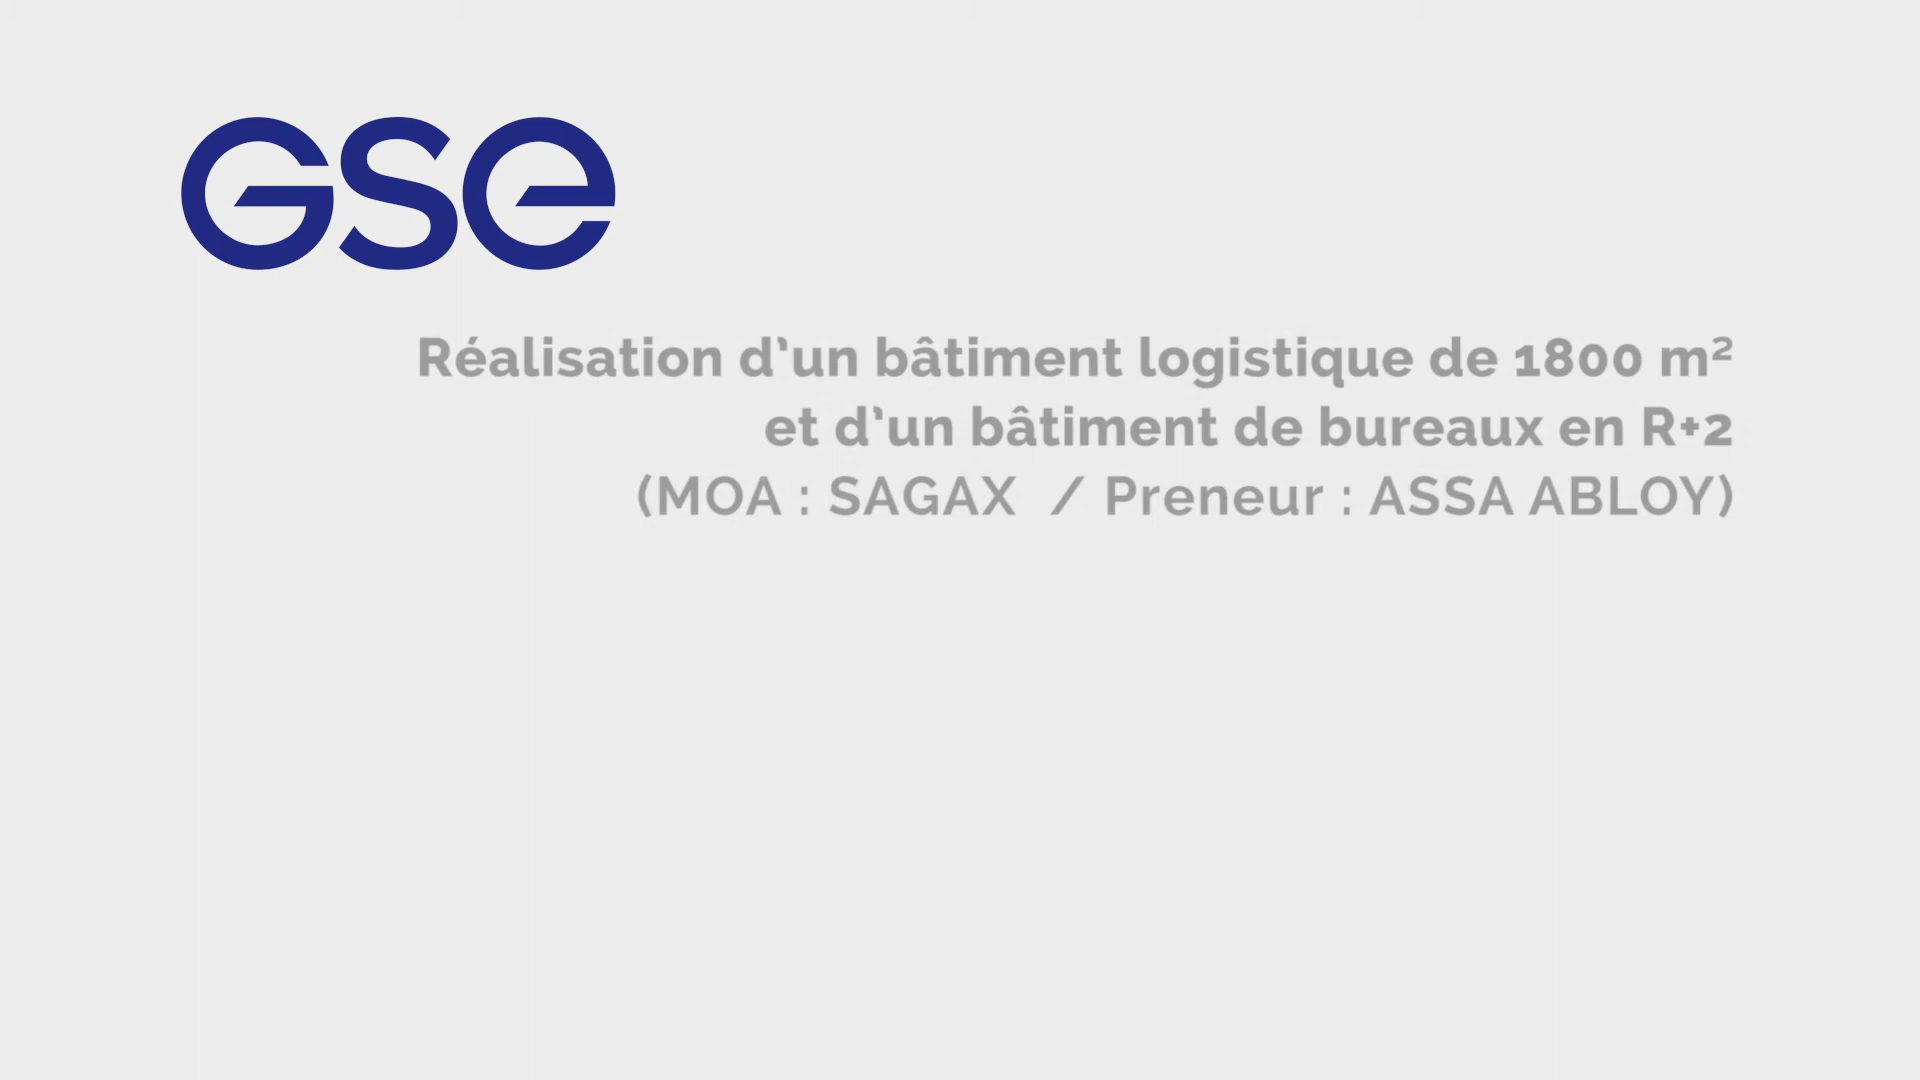 GSE
Réalisation d’un bâtiment logistique de 1800 m²
et d’un bâtiment de bureaux en R+2
(MOA : SAGAX / Preneur : ASSA ABLOY)